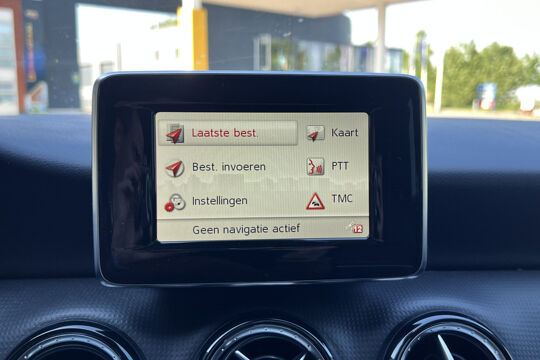 Laatste best.
Kaart
Best. invoeren
PTT
Instellingen
TMC
Geen navigatie actief
12